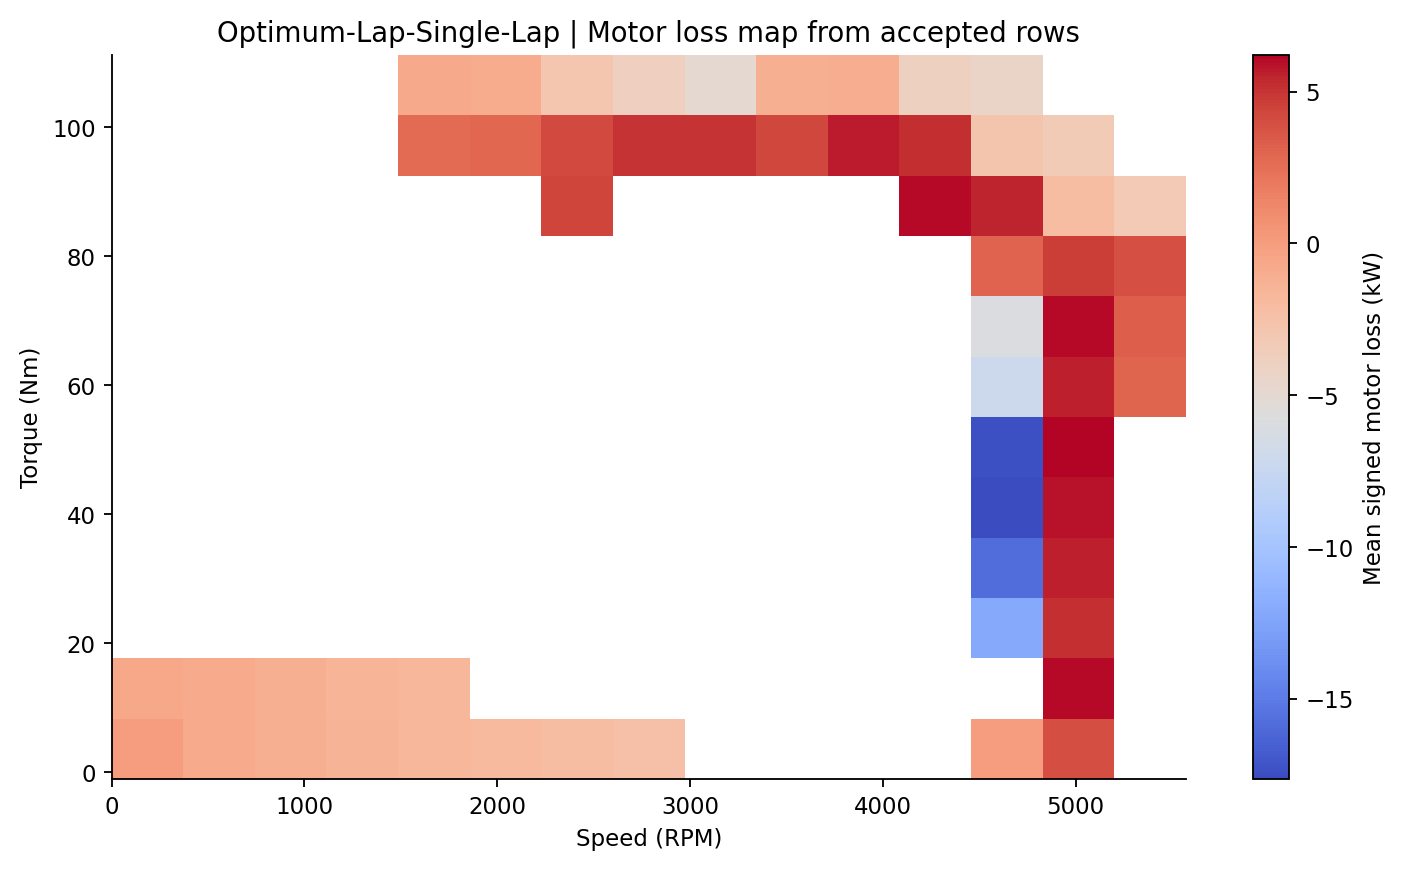 Optimum-Lap-Single-Lap | Motor loss map from accepted rows
Torque (Nm)
100
80
60
40
20
0
0 1000 2000 3000 4000 5000
Speed (RPM)
5
0
−5
−10
−15
Mean signed motor loss (kW)